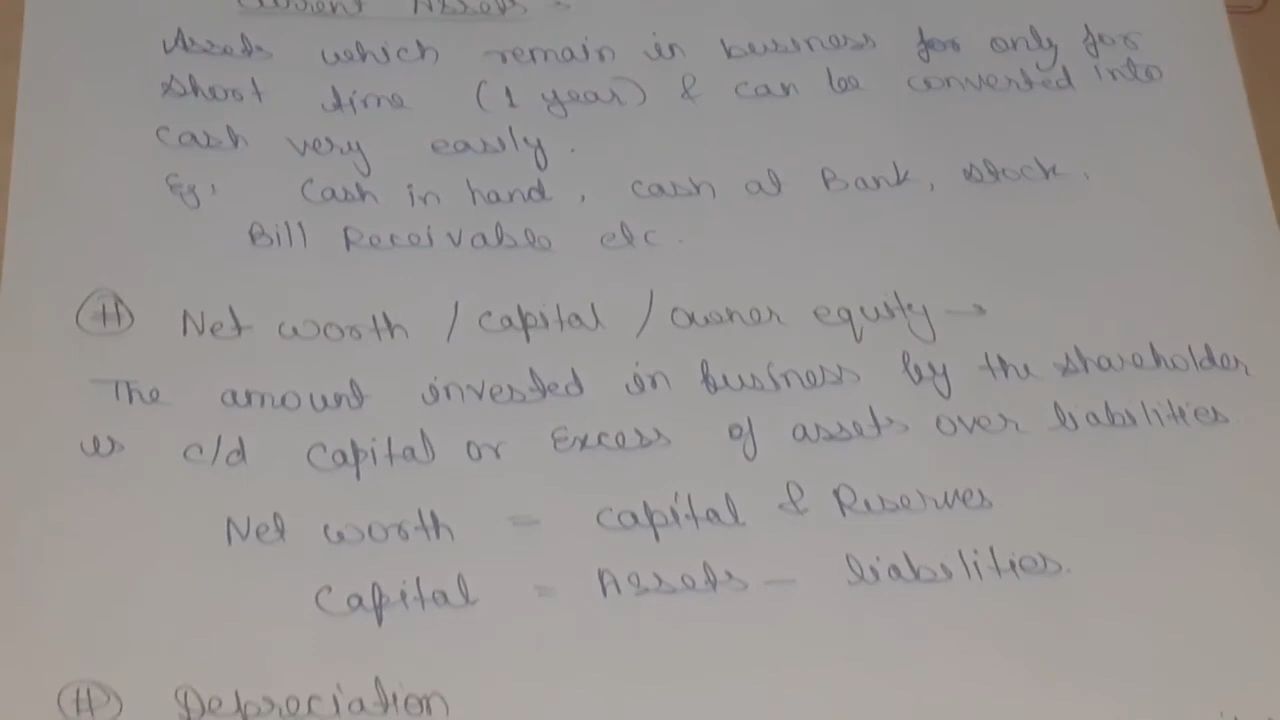 Current Assets -
Assets which remain in business for only for
short time (1 year) & can be converted into
cash very easily.
Eg: Cash in hand, cash at Bank, stock,
Bill Receivable etc.
(H) Net worth / capital / owner equity →
The amount invested in business by the shareholder
is c/d capital or Excess of assets over liabilities
Net worth = capital & Reserves
Capital = Assets - liabilities.
(H) Depreciation